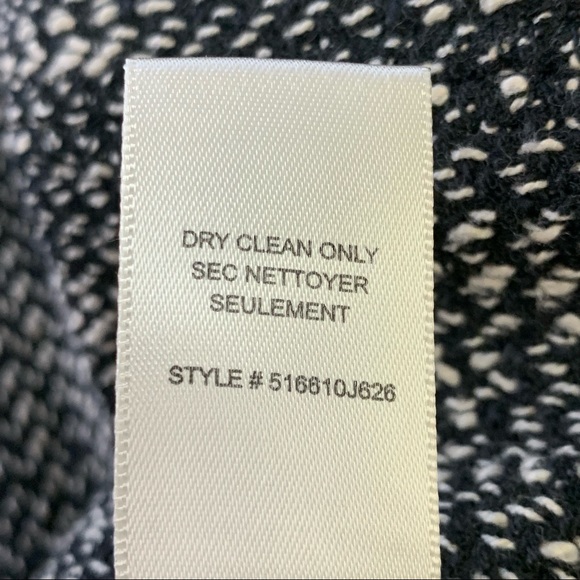 DRY CLEAN ONLY
SEC NETTOYER
SEULEMENT
STYLE # 516610J626